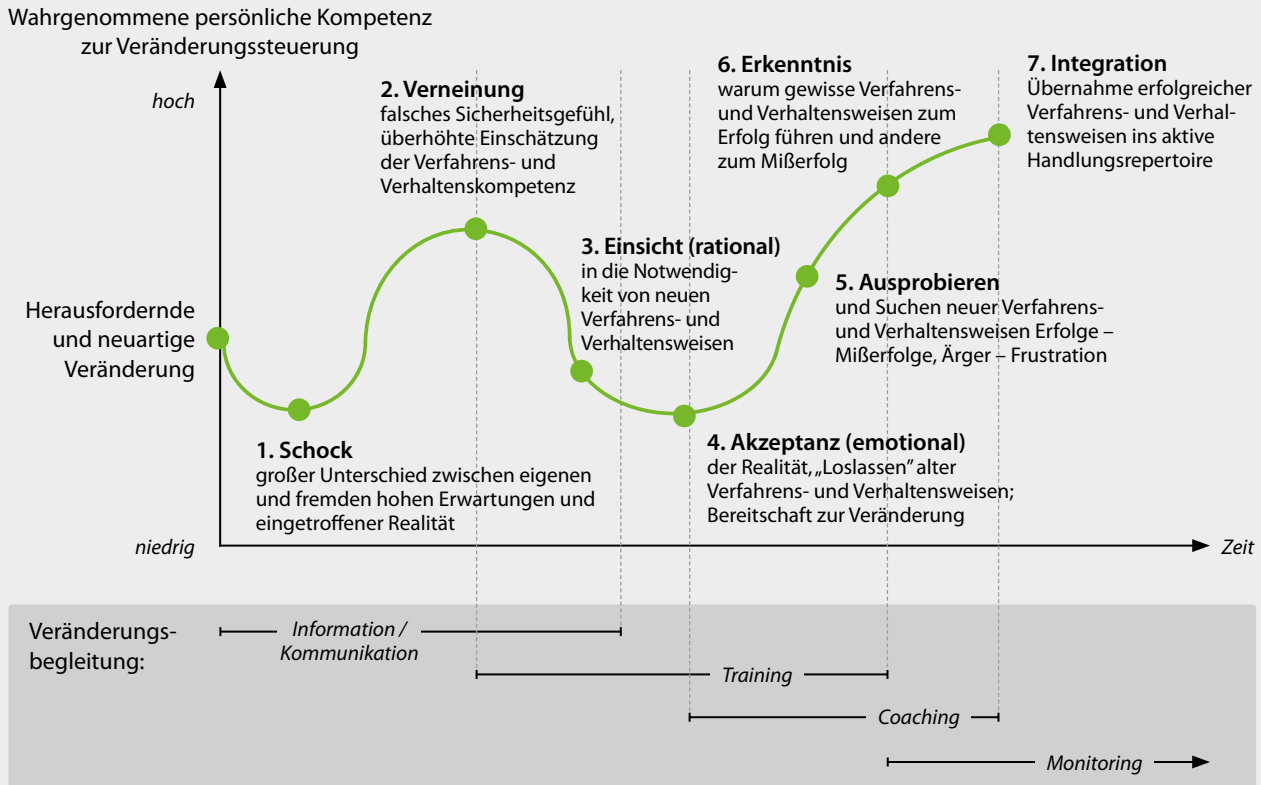 Wahrgenommene persönliche Kompetenz
zur Veränderungssteuerung
hoch
2. Verneinung
falsches Sicherheitsgefühl,
überhöhte Einschätzung
der Verfahrens- und
Verhaltenskompetenz
6. Erkenntnis
warum gewisse Verfahrens-
und Verhaltensweisen zum
Erfolg führen und andere
zum Mißerfolg
7. Integration
Übernahme erfolgreicher
Verfahrens- und Verhal-
tensweisen ins aktive
Handlungsrepertoire
3. Einsicht (rational)
in die Notwendig-
keit von neuen
Verfahrens- und
Verhaltensweisen
5. Ausprobieren
und Suchen neuer Verfahrens-
und Verhaltensweisen Erfolge –
Mißerfolge, Ärger – Frustration
Herausfordernde
und neuartige
Veränderung
1. Schock
großer Unterschied zwischen eigenen
und fremden hohen Erwartungen und
eingetroffener Realität
4. Akzeptanz (emotional)
der Realität, „Loslassen" alter
Verfahrens- und Verhaltensweisen;
Bereitschaft zur Veränderung
niedrig
Zeit
Veränderungs-
begleitung:
Information /
Kommunikation
Training
Coaching
Monitoring